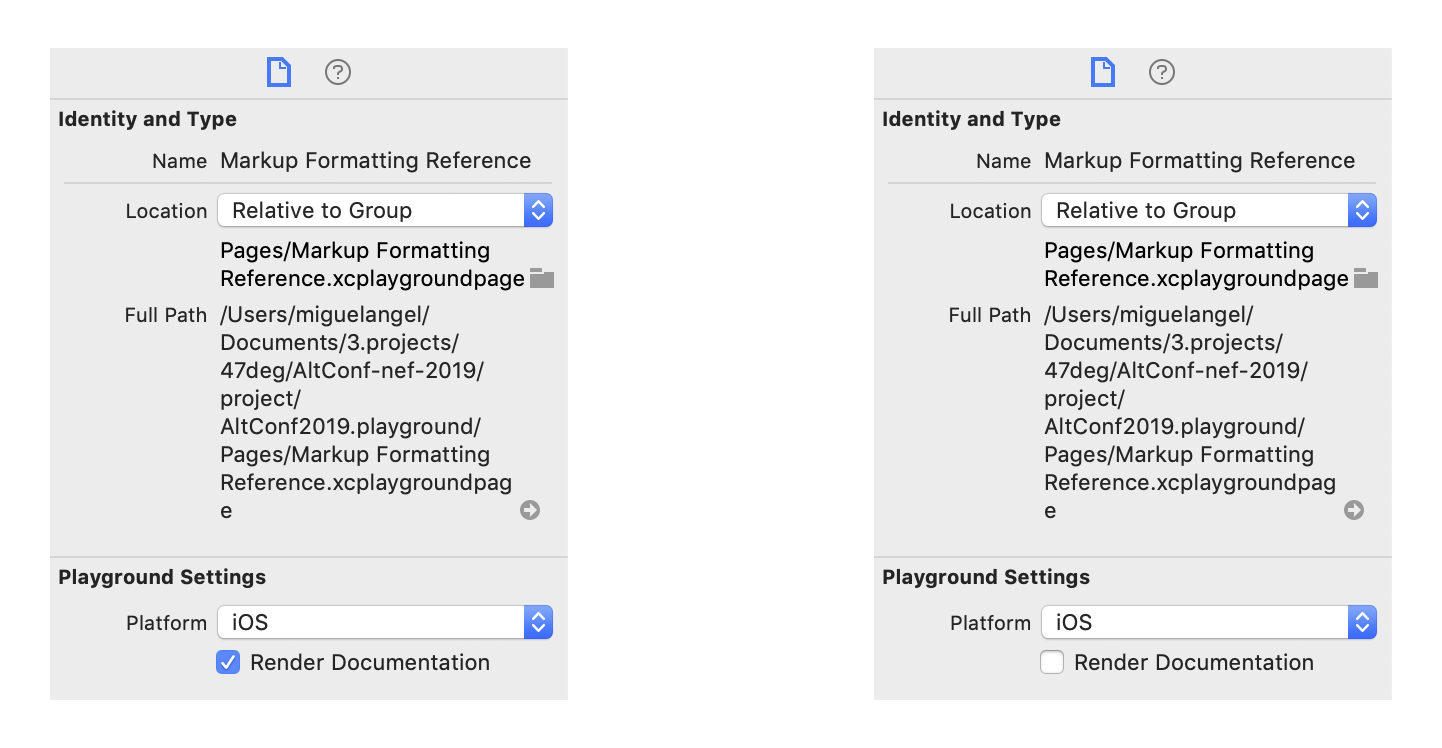 ?
Identity and Type
Name Markup Formatting Reference
Location Relative to Group
Pages/Markup Formatting
Reference.xcplaygroundpage
Full Path /Users/miguelangel/
Documents/3.projects/
47deg/AltConf-nef-2019/
project/
AltConf2019.playground/
Pages/Markup Formatting
Reference.xcplaygroundpag
e
Playground Settings
Platform iOS
Render Documentation
?
Identity and Type
Name Markup Formatting Reference
Location Relative to Group
Pages/Markup Formatting
Reference.xcplaygroundpage
Full Path /Users/miguelangel/
Documents/3.projects/
47deg/AltConf-nef-2019/
project/
AltConf2019.playground/
Pages/Markup Formatting
Reference.xcplaygroundpag
e
Playground Settings
Platform iOS
Render Documentation